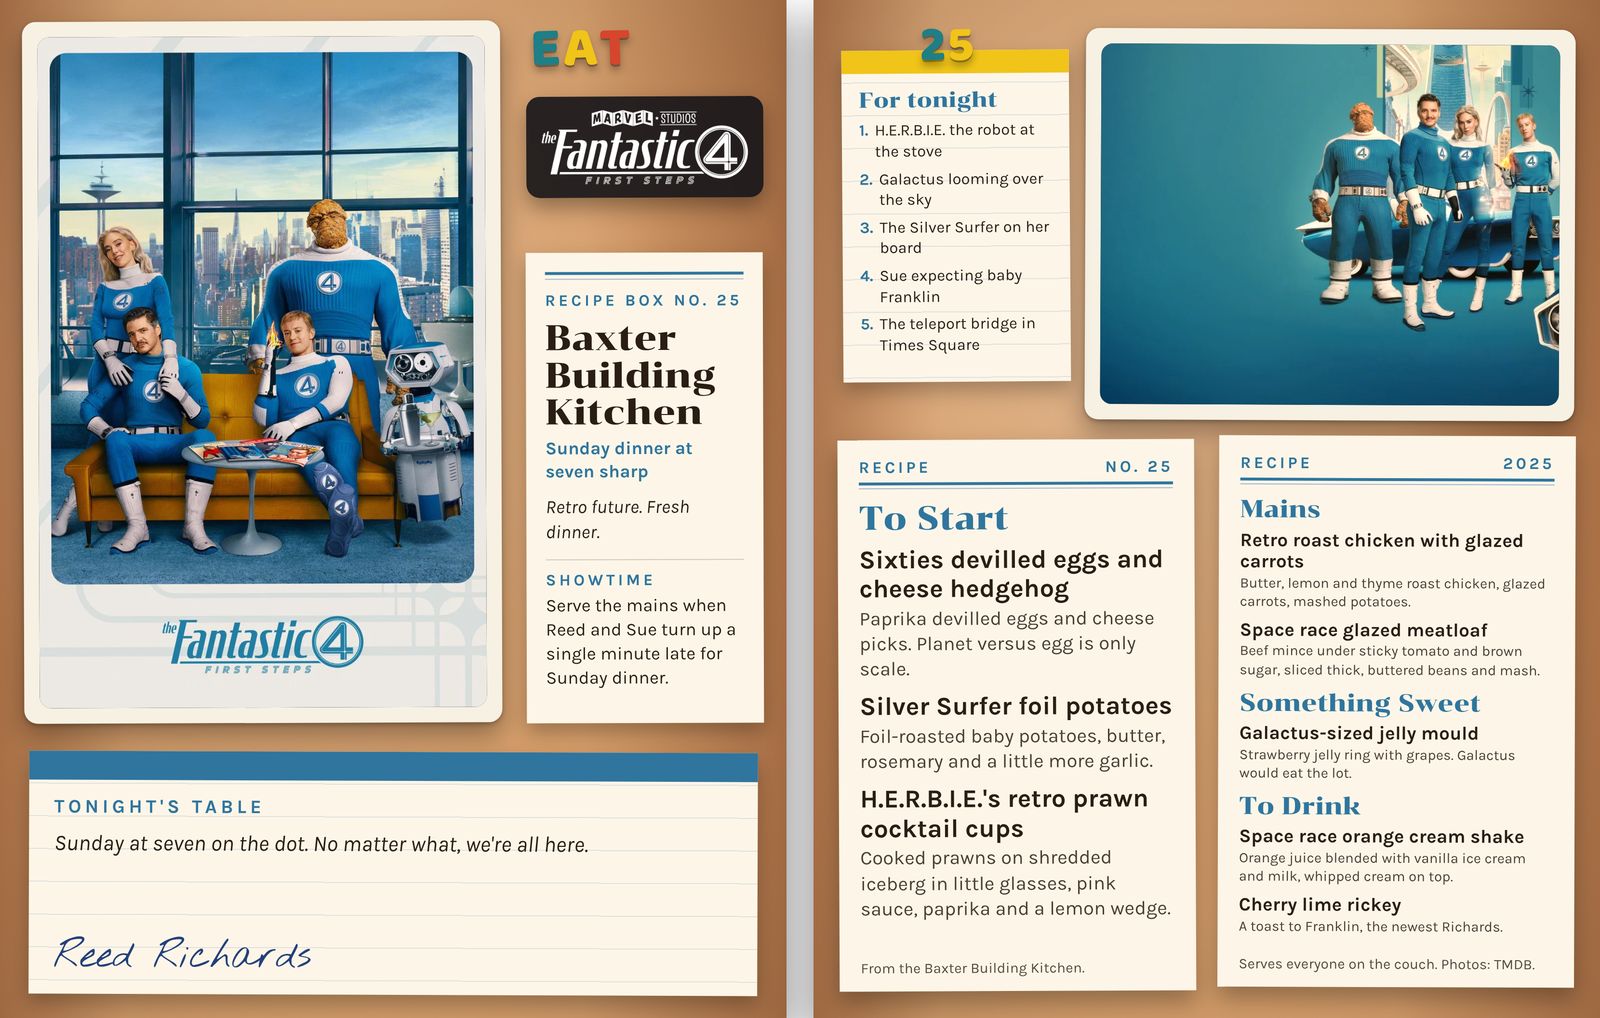 EAT
MARVEL STUDIOS
the Fantastic 4
FIRST STEPS
RECIPE BOX NO. 25
Baxter
Building
Kitchen
Sunday dinner at
seven sharp
Retro future. Fresh
dinner.
SHOWTIME
Serve the mains when
Reed and Sue turn up a
single minute late for
Sunday dinner.
4
4
4
4
4
4
the Fantastic 4
FIRST STEPS
TONIGHT'S TABLE
Sunday at seven on the dot. No matter what, we're all here.
Reed Richards
25
For tonight
1. H.E.R.B.I.E. the robot at
the stove
2. Galactus looming over
the sky
3. The Silver Surfer on her
board
4. Sue expecting baby
Franklin
5. The teleport bridge in
Times Square
4
4
4
4
RECIPE NO. 25
To Start
Sixties devilled eggs and
cheese hedgehog
Paprika devilled eggs and cheese
picks. Planet versus egg is only
scale.
Silver Surfer foil potatoes
Foil-roasted baby potatoes, butter,
rosemary and a little more garlic.
H.E.R.B.I.E.'s retro prawn
cocktail cups
Cooked prawns on shredded
iceberg in little glasses, pink
sauce, paprika and a lemon wedge.
From the Baxter Building Kitchen.
RECIPE 2025
Mains
Retro roast chicken with glazed
carrots
Butter, lemon and thyme roast chicken, glazed
carrots, mashed potatoes.
Space race glazed meatloaf
Beef mince under sticky tomato and brown
sugar, sliced thick, buttered beans and mash.
Something Sweet
Galactus-sized jelly mould
Strawberry jelly ring with grapes. Galactus
would eat the lot.
To Drink
Space race orange cream shake
Orange juice blended with vanilla ice cream
and milk, whipped cream on top.
Cherry lime rickey
A toast to Franklin, the newest Richards.
Serves everyone on the couch. Photos: TMDB.